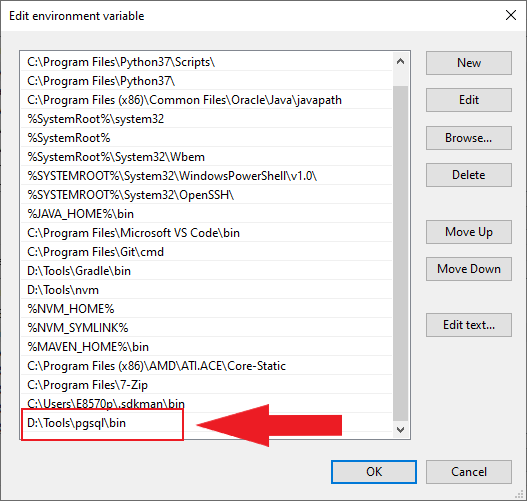 Edit environment variable
C:\Program Files\Python37\Scripts\
C:\Program Files\Python37\
C:\Program Files (x86)\Common Files\Oracle\Java\javapath
%SystemRoot%\system32
%SystemRoot%
%SystemRoot%\System32\Wbem
%SYSTEMROOT%\System32\WindowsPowerShell\v1.0\
%SYSTEMROOT%\System32\OpenSSH\
%JAVA_HOME%\bin
C:\Program Files\Microsoft VS Code\bin
C:\Program Files\Git\cmd
D:\Tools\Gradle\bin
D:\Tools\nvm
%NVM_HOME%
%NVM_SYMLINK%
%MAVEN_HOME%\bin
C:\Program Files (x86)\AMD\ATI.ACE\Core-Static
C:\Program Files\7-Zip
C:\Users\E8570p\.sdkman\bin
D:\Tools\pgsql\bin
New
Edit
Browse...
Delete
Move Up
Move Down
Edit text...
OK
Cancel